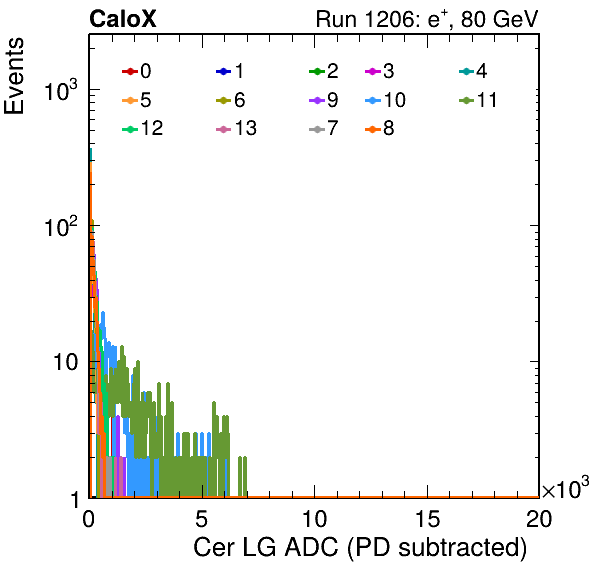 CaloX Run 1206: e⁺, 80 GeV
Events
0 1 2 3 4
5 6 9 10 11
12 13 7 8
10³
10²
10
1
0 5 10 15 20
×10³
Cer LG ADC (PD subtracted)